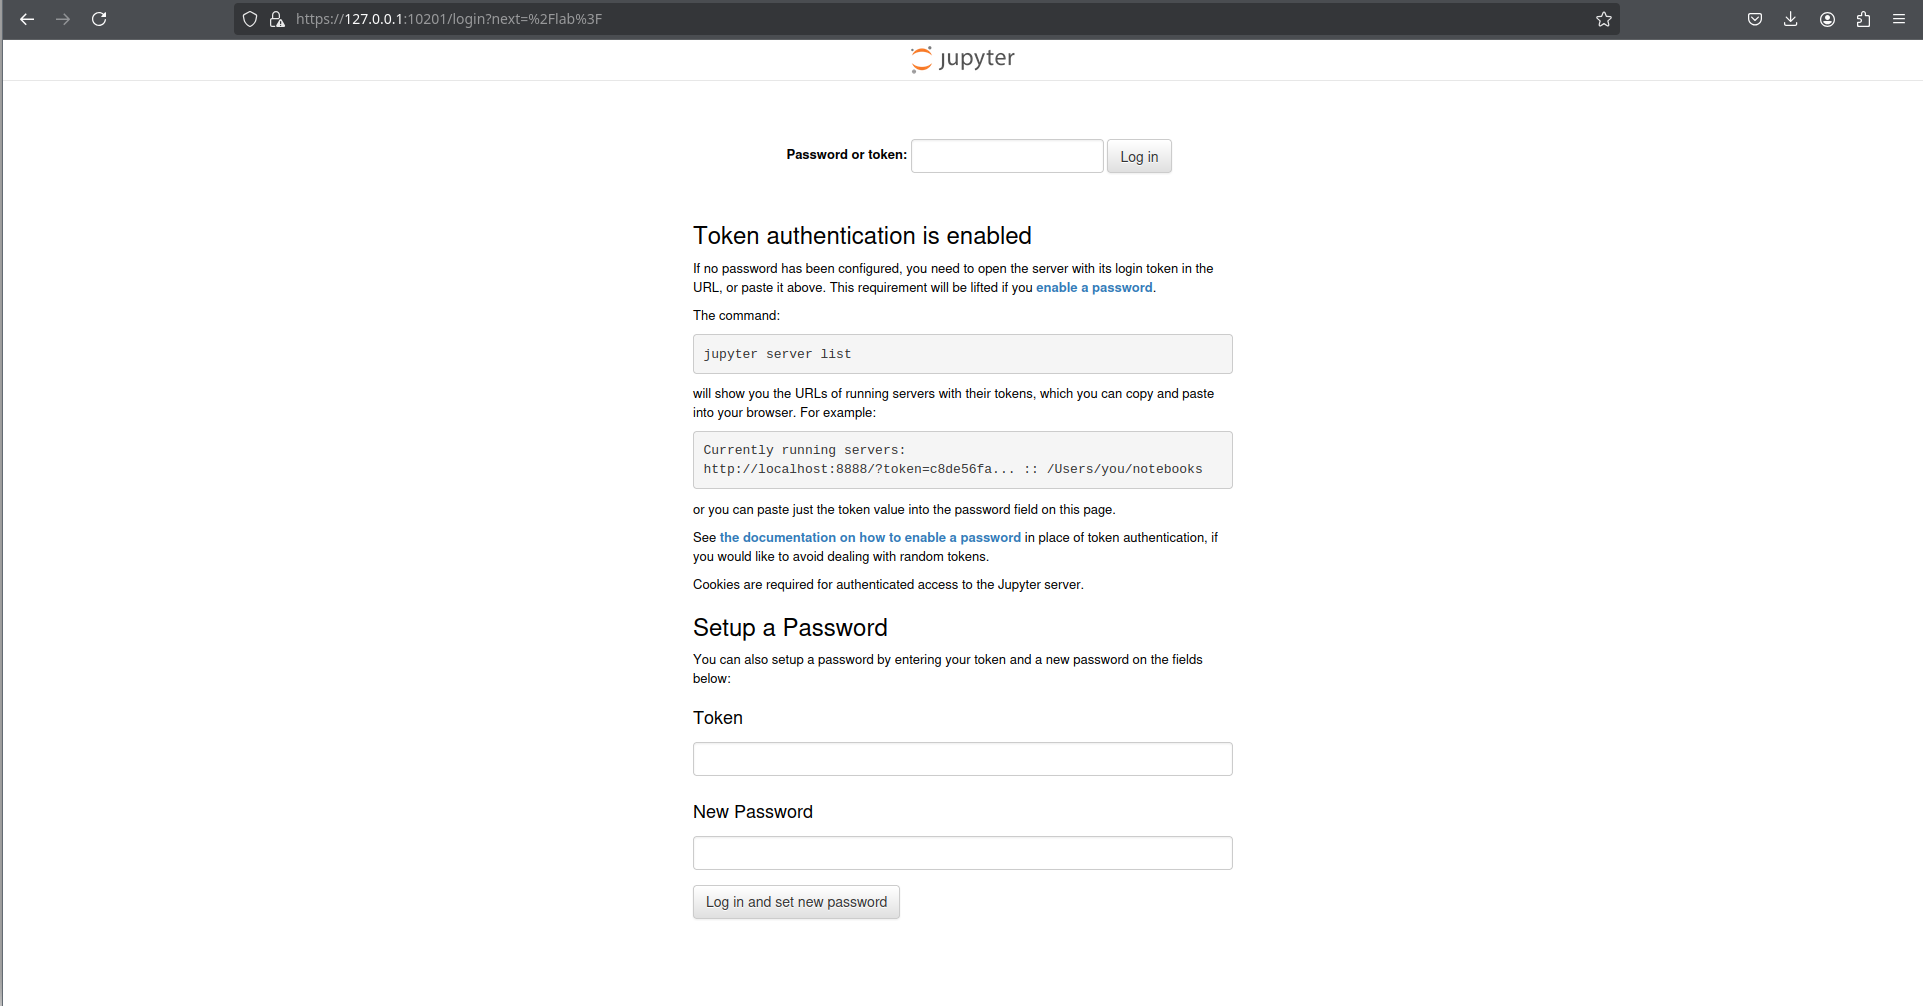 https://127.0.0.1:10201/login?next=%2Flab%3F
jupyter
Password or token:
Log in
Token authentication is enabled
If no password has been configured, you need to open the server with its login token in the
URL, or paste it above. This requirement will be lifted if you enable a password.
The command:
jupyter server list
will show you the URLs of running servers with their tokens, which you can copy and paste
into your browser. For example:
Currently running servers:
http://localhost:8888/?token=c8de56fa... :: /Users/you/notebooks
or you can paste just the token value into the password field on this page.
See the documentation on how to enable a password in place of token authentication, if
you would like to avoid dealing with random tokens.
Cookies are required for authenticated access to the Jupyter server.
Setup a Password
You can also setup a password by entering your token and a new password on the fields
below:
Token
New Password
Log in and set new password